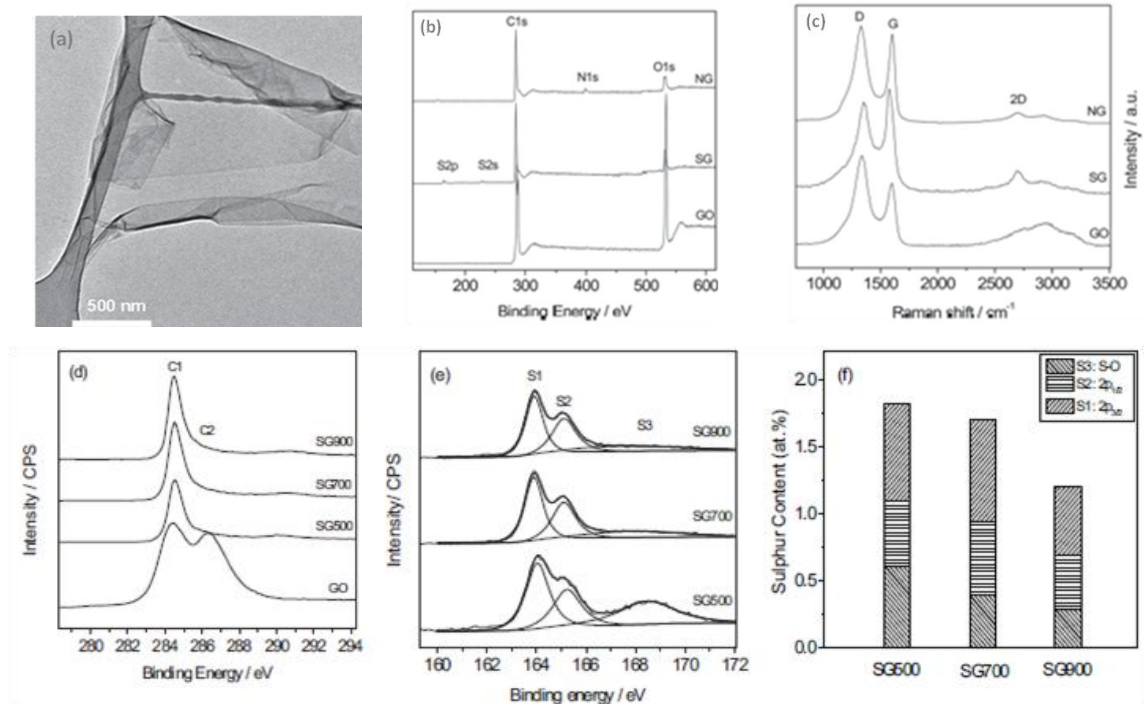 (a)
500 nm
(b)
C1s
N1s
O1s
NG
S2p
S2s
SG
GO
200 300 400 500 600
Binding Energy / eV
(c)
D
G
NG
2D
SG
GO
Intensity / a.u.
1000 1500 2000 2500 3000 3500
Raman shift / cm⁻¹
(d)
C1
C2
SG900
SG700
SG500
GO
Intensity / CPS
280 282 284 286 288 290 292 294
Binding Energy / eV
(e)
S1
S2
S3
SG900
SG700
SG500
Intensity/ CPS
160 162 164 166 168 170 172
Binding energy / eV
(f)
S3: S-O
S2: 2p1/2
S1: 2p3/2
Sulphur Content (at.%)
2.0
1.5
1.0
0.5
0.0
SG500 SG700 SG900